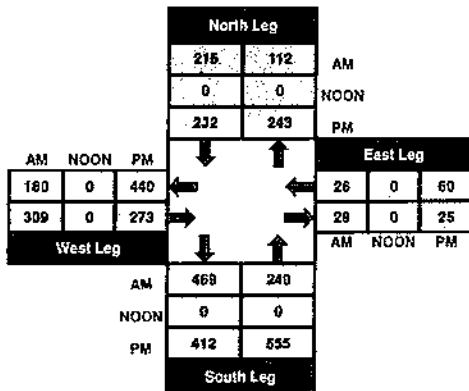 North Leg
215 112 AM
0 0 NOON
232 243 PM
AM NOON PM East Leg
180 0 440 26 0 60
309 0 273 29 0 25
West Leg AM NOON PM
AM 469 240
NOON 0 0
PM 412 555
South Leg